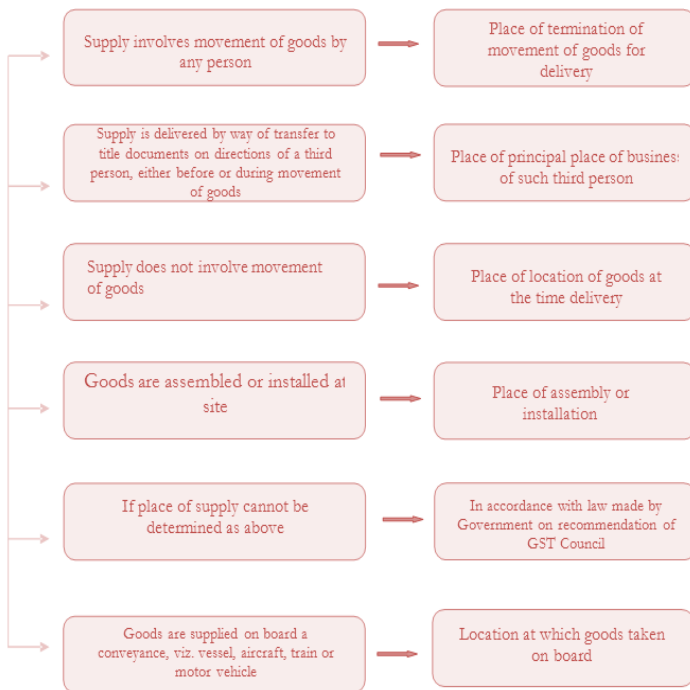 Supply involves movement of goods by
any person
Place of termination of
movement of goods for
delivery
Supply is delivered by way of transfer to
title documents on directions of a third
person, either before or during movement
of goods
Place of principal place of business
of such third person
Supply does not involve movement
of goods
Place of location of goods at
the time delivery
Goods are assembled or installed at
site
Place of assembly or
installation
If place of supply cannot be
determined as above
In accordance with law made by
Government on recommendation of
GST Council
Goods are supplied on board a
conveyance, viz. vessel, aircraft, train or
motor vehicle
Location at which goods taken
on board